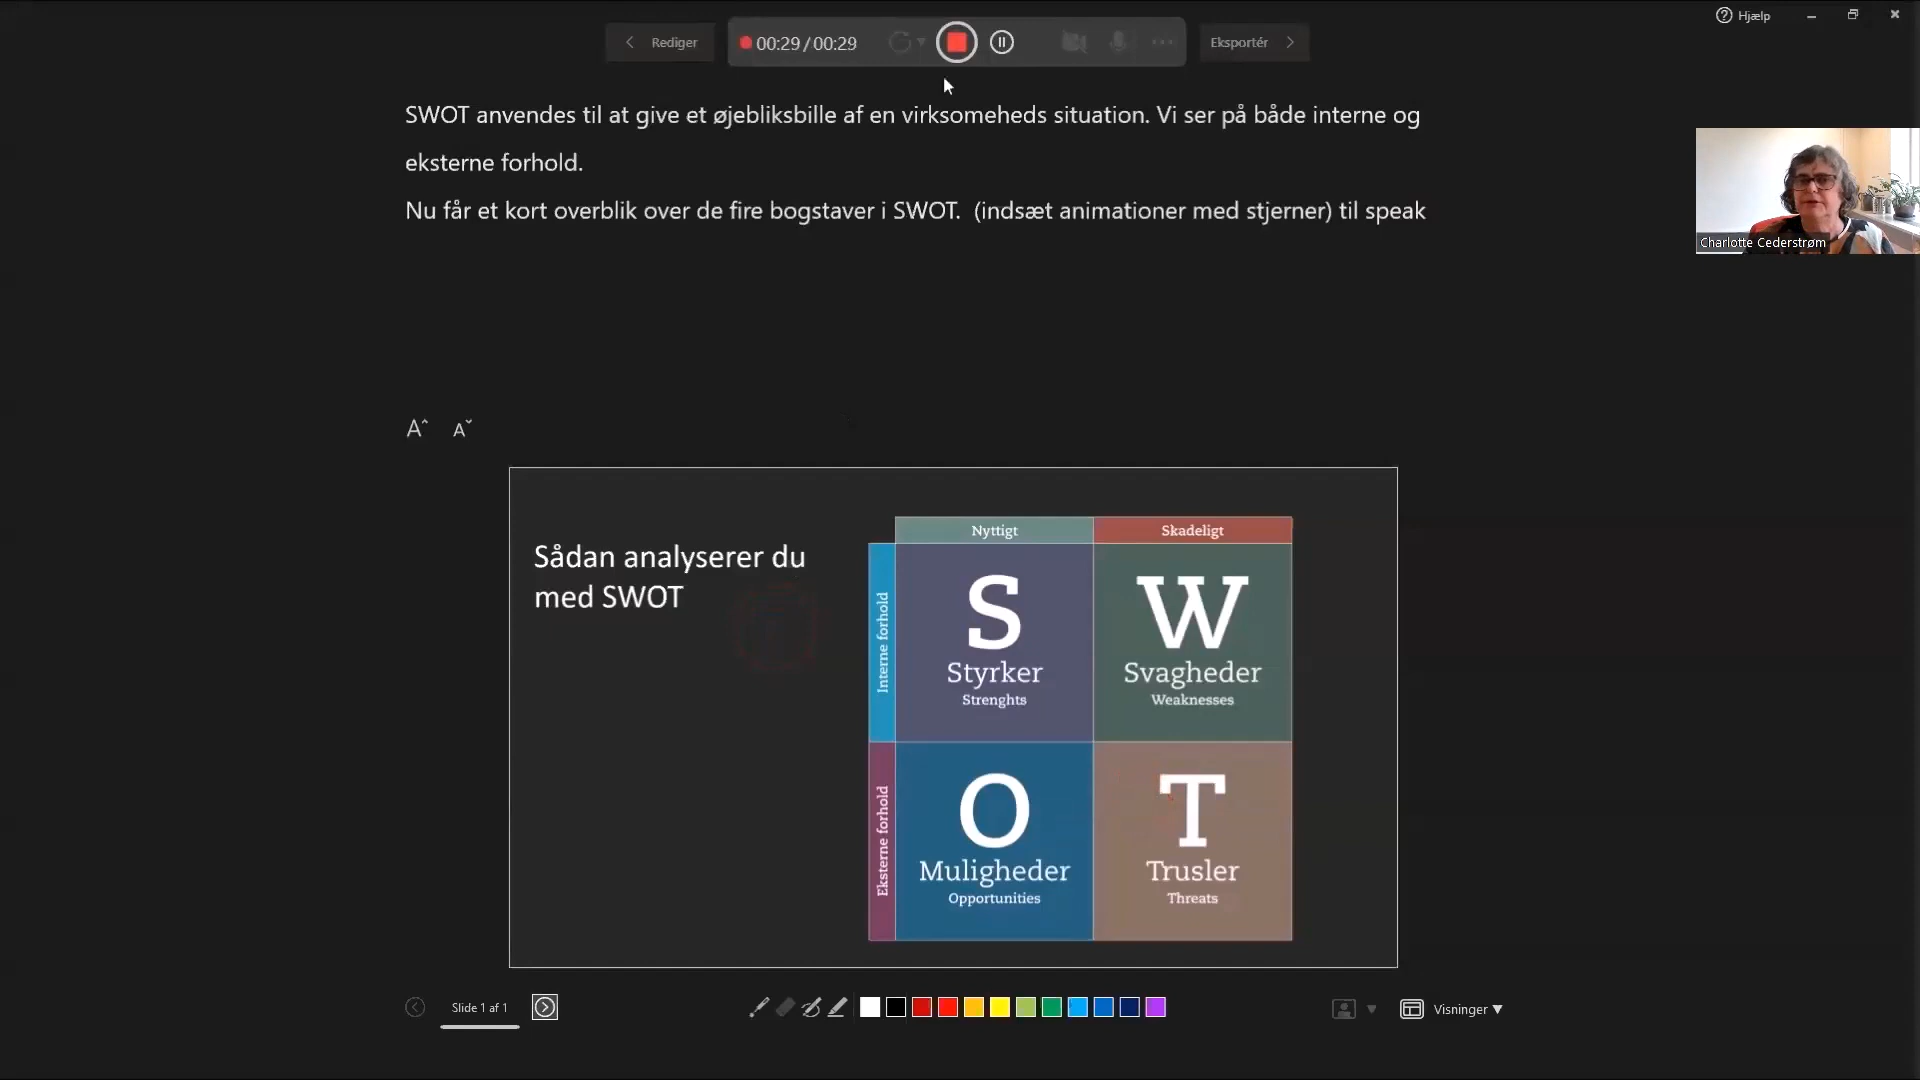 Hjælp
Rediger
00:29 / 00:29
Eksportér
SWOT anvendes til at give et øjebliksbille af en virksomeheds situation. Vi ser på både interne og
eksterne forhold.
Nu får et kort overblik over de fire bogstaver i SWOT.  (indsæt animationer med stjerner) til speak
Charlotte Cederstrøm
A
A
Sådan analyserer du
med SWOT
Nyttigt
Skadeligt
Interne forhold
S
Styrker
Strenghts
W
Svagheder
Weaknesses
Eksterne forhold
O
Muligheder
Opportunities
T
Trusler
Threats
Slide 1 af 1
Visninger